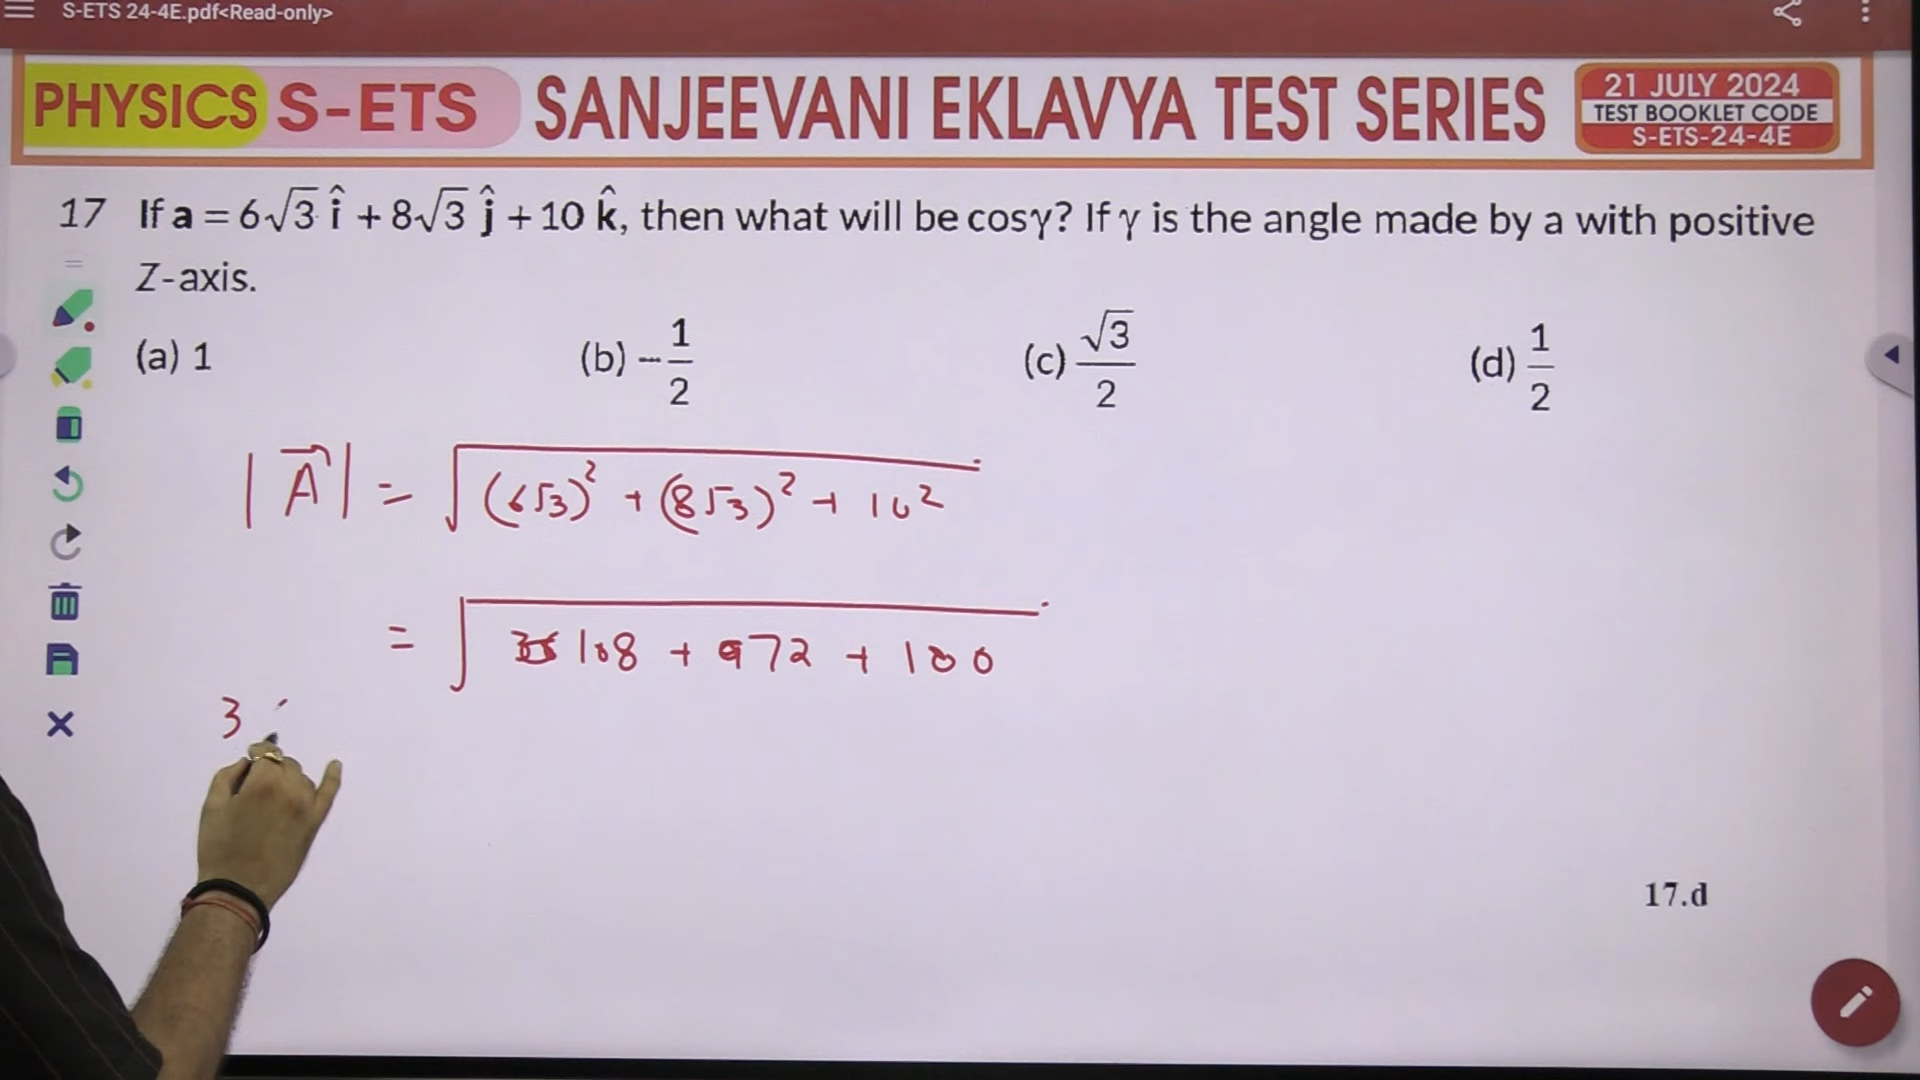 S-ETS 24-4E.pdf<Read-only>
PHYSICS S-ETS SANJEEVANI EKLAVYA TEST SERIES
21 JULY 2024
TEST BOOKLET CODE
S-ETS-24-4E
17 If a = 6√3 î + 8√3 ĵ + 10 k̂, then what will be cosγ? If γ is the angle made by a with positive
Z-axis.
(a) 1 (b) -1/2 (c) √3/2 (d) 1/2
|A⃗| = √((6√3)² + (8√3)² + 10²)
= √(108 + 972 + 100)
3
17.d